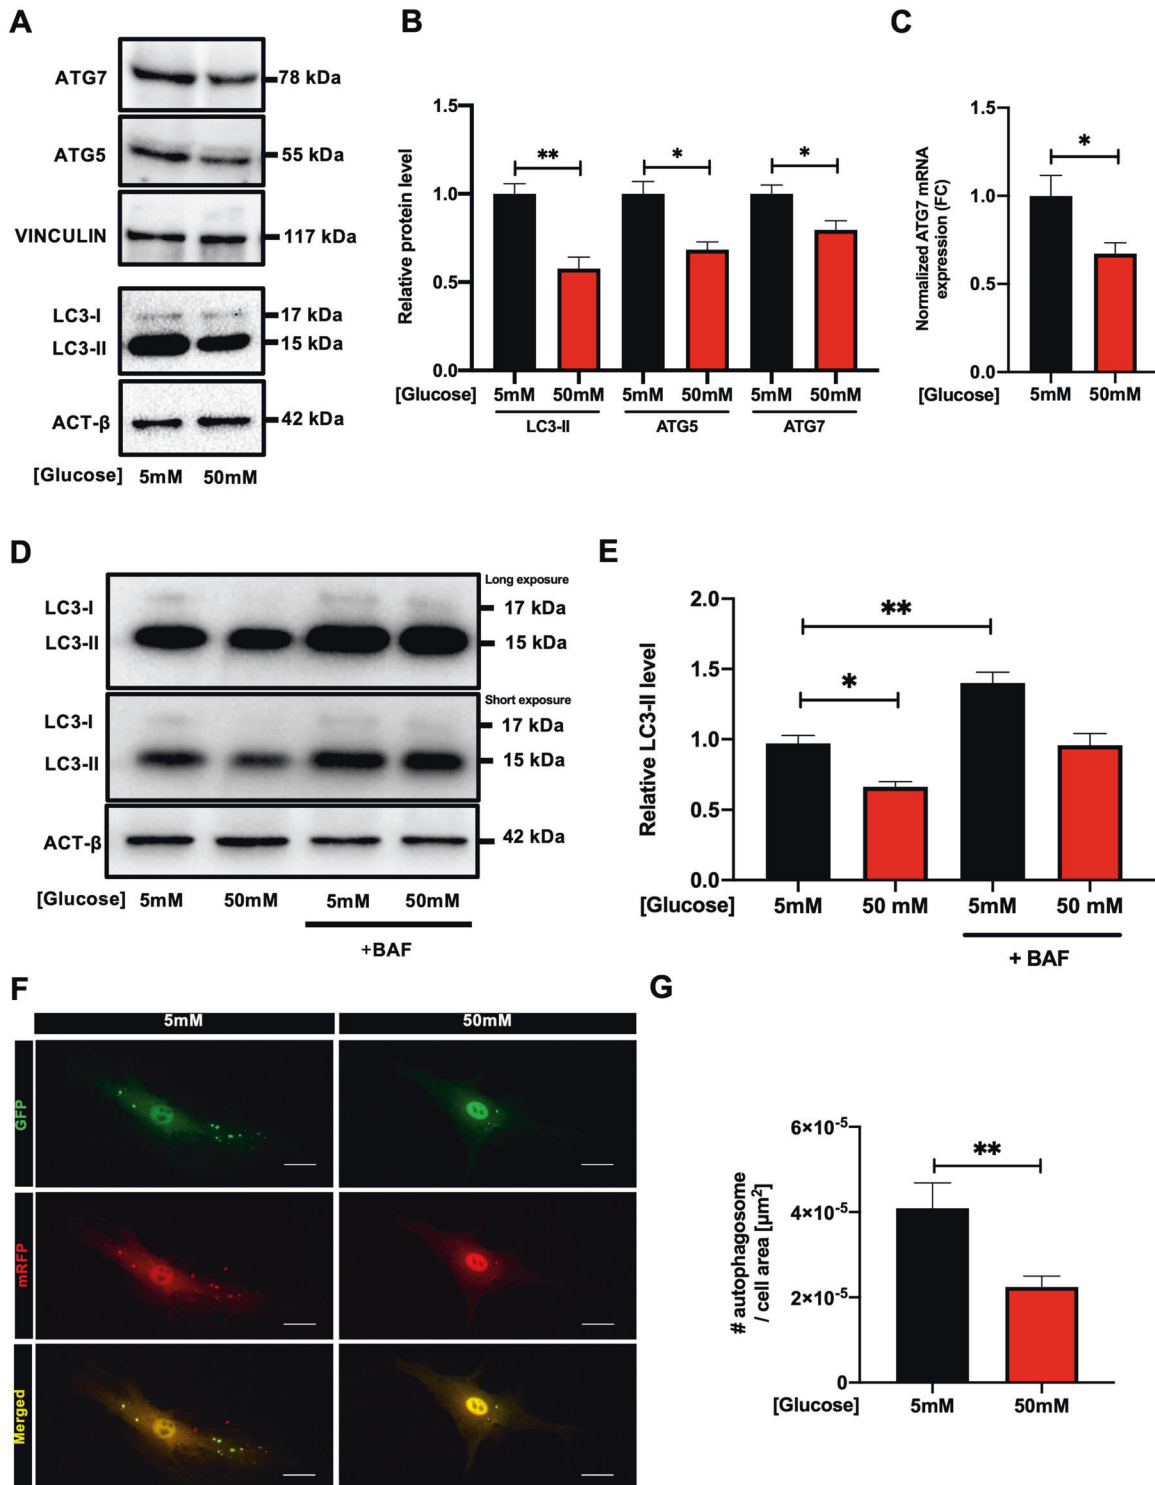 A
ATG7
78 kDa
ATG5
55 kDa
VINCULIN
117 kDa
LC3-I
17 kDa
LC3-II
15 kDa
ACT-β
42 kDa
[Glucose] 5mM 50mM
B
Relative protein level
1.5
1.0
0.5
0.0
** * *
[Glucose] 5mM 50mM 5mM 50mM 5mM 50mM
LC3-II ATG5 ATG7
C
Normalized ATG7 mRNA
expression (FC)
1.5
1.0
0.5
0.0
*
[Glucose] 5mM 50mM
D
Long exposure
LC3-I
17 kDa
LC3-II
15 kDa
Short exposure
LC3-I
17 kDa
LC3-II
15 kDa
ACT-β
42 kDa
[Glucose] 5mM 50mM 5mM 50mM
+BAF
E
Relative LC3-II level
2.0
1.5
1.0
0.5
0.0
**
*
[Glucose] 5mM 50 mM 5mM 50 mM
+ BAF
F
5mM 50mM
GFP
mRFP
Merged
G
# autophagosome
/ cell area [µm²]
6×10⁻⁵
4×10⁻⁵
2×10⁻⁵
0
**
[Glucose] 5mM 50mM